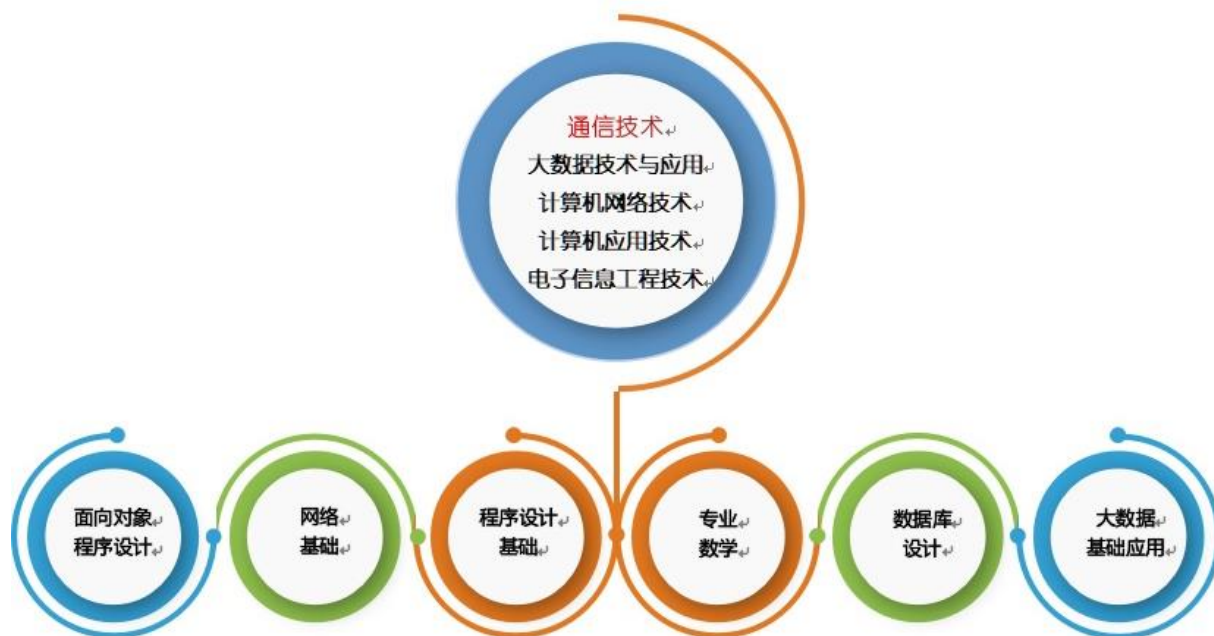 通信技术
大数据技术与应用
计算机网络技术
计算机应用技术
电子信息工程技术
面向对象
程序设计
网络
基础
程序设计
基础
专业
数学
数据库
设计
大数据
基础应用